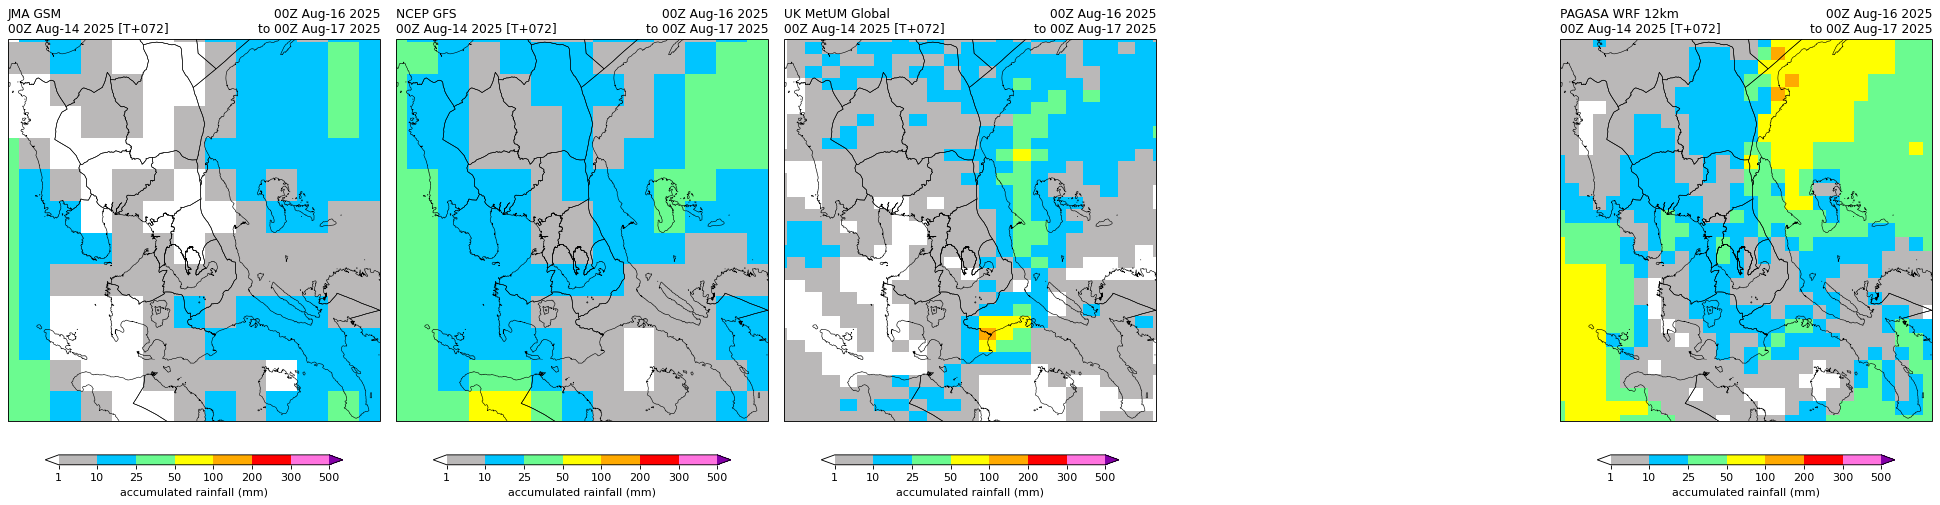 JMA GSM 00Z Aug-16 2025
00Z Aug-14 2025 [T+072] to 00Z Aug-17 2025
1 10 25 50 100 200 300 500
accumulated rainfall (mm)
NCEP GFS 00Z Aug-16 2025
00Z Aug-14 2025 [T+072] to 00Z Aug-17 2025
1 10 25 50 100 200 300 500
accumulated rainfall (mm)
UK MetUM Global 00Z Aug-16 2025
00Z Aug-14 2025 [T+072] to 00Z Aug-17 2025
1 10 25 50 100 200 300 500
accumulated rainfall (mm)
PAGASA WRF 12km 00Z Aug-16 2025
00Z Aug-14 2025 [T+072] to 00Z Aug-17 2025
1 10 25 50 100 200 300 500
accumulated rainfall (mm)